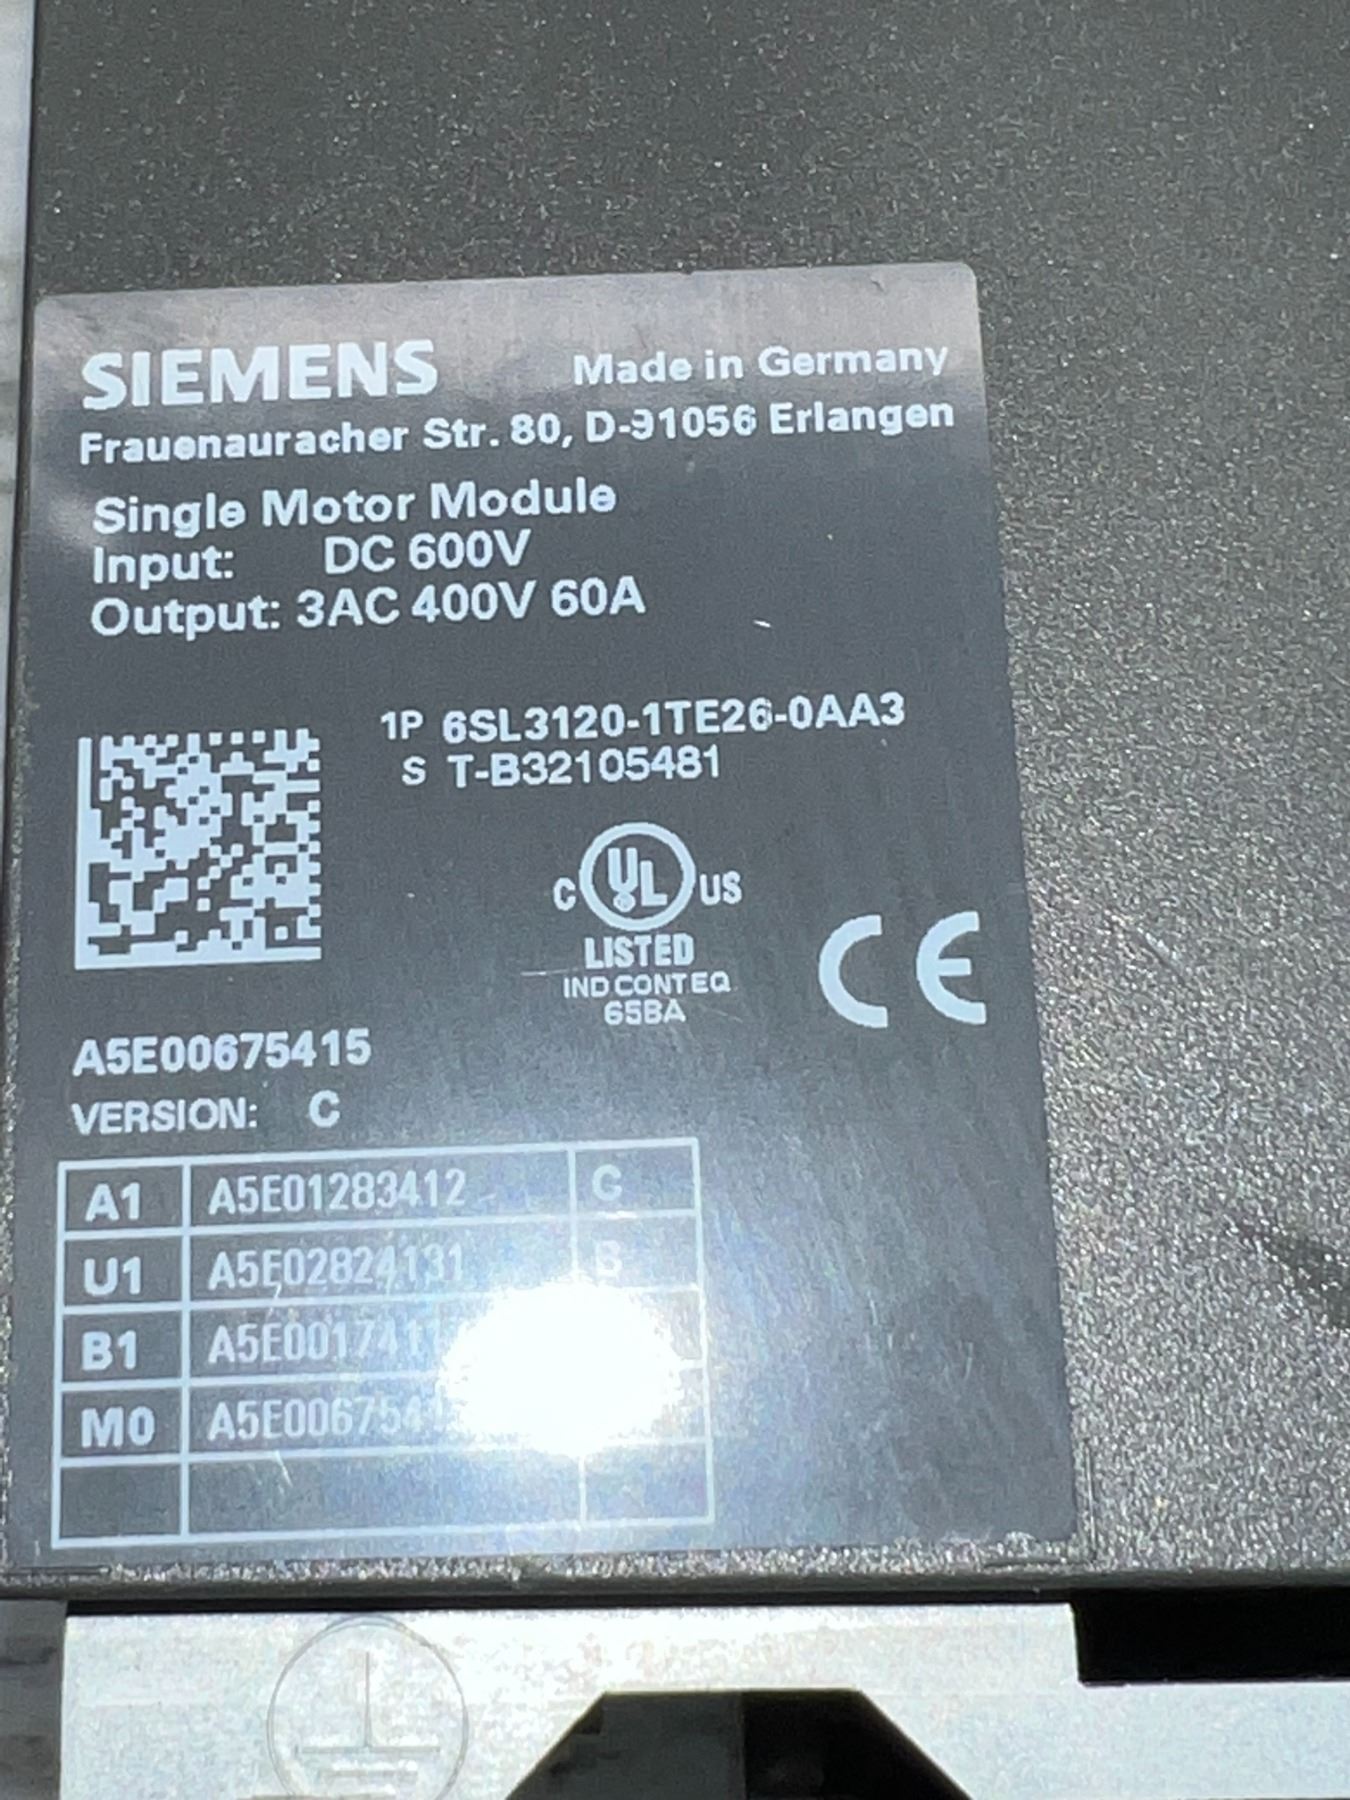 SIEMENS Made in Germany
Frauenauracher Str. 80, D-91056 Erlangen
Single Motor Module
Input: DC 600V
Output: 3AC 400V 60A
1P 6SL3120-1TE26-0AA3
S T-B32105481
C UL US
LISTED
IND CONT EQ
65BA
CE
A5E00675415
VERSION: C
A1 A5E01283412 C
U1 A5E02824131 B
B1
M0